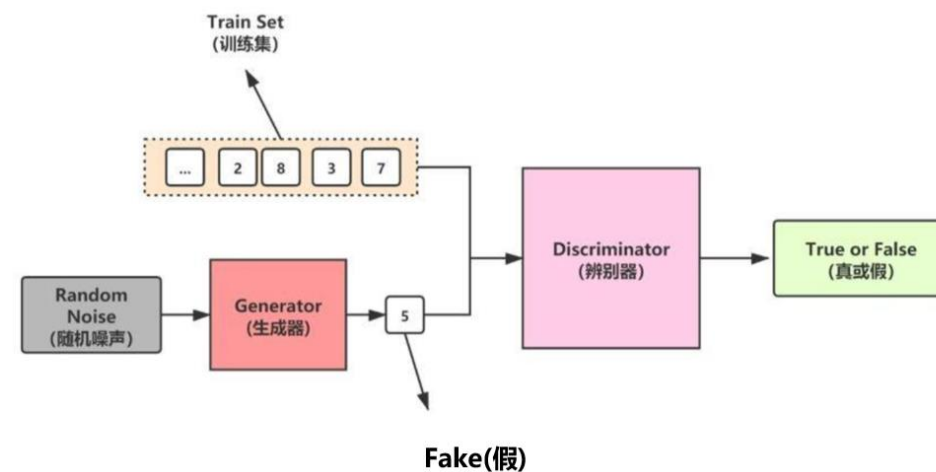 Train Set
(训练集)
... 2 8 3 7
Discriminator
(辨别器)
True or False
(真或假)
Random
Noise
(随机噪声)
Generator
(生成器)
5
Fake(假)